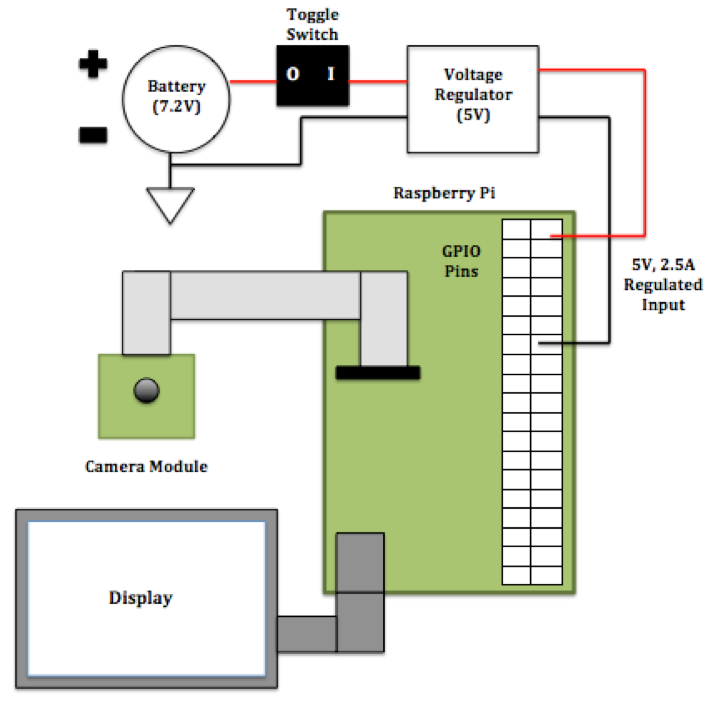 Toggle
Switch
Battery
(7.2V)
O I
Voltage
Regulator
(5V)
Raspberry Pi
GPIO
Pins
5V, 2.5A
Regulated
Input
Camera Module
Display